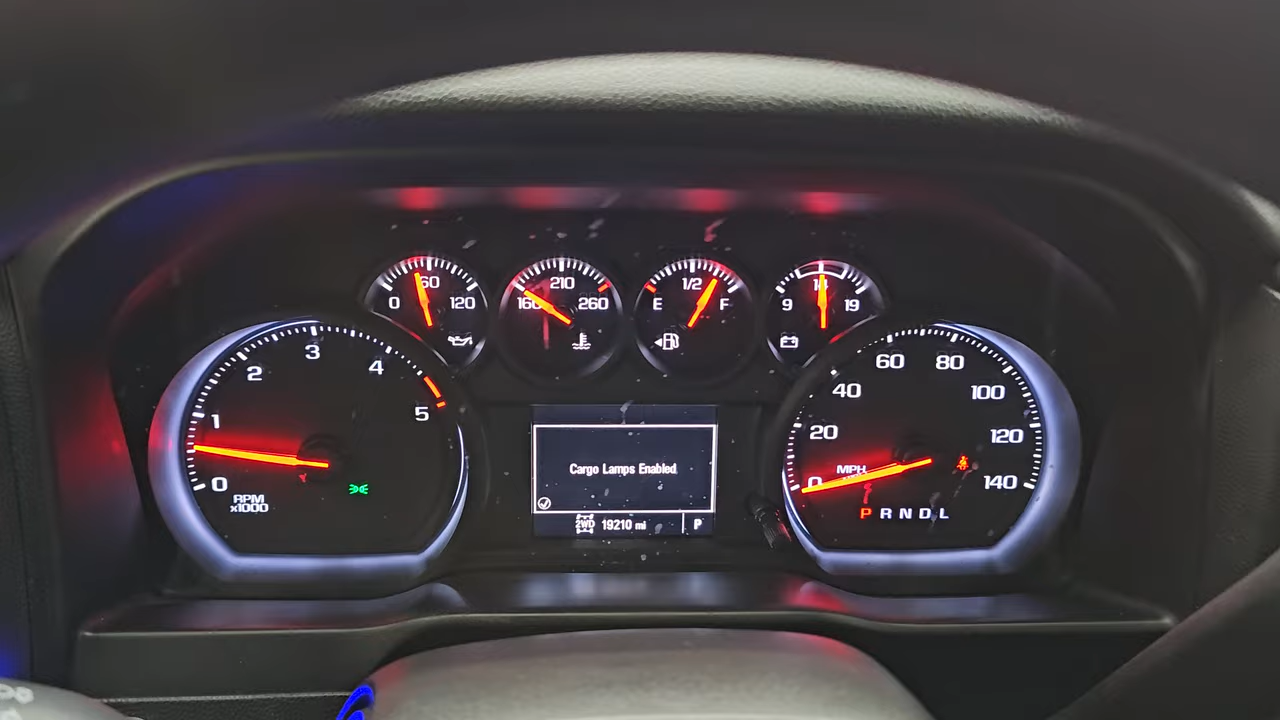 0 60 120
160 210 260
E 1/2 F
9 14 19
0 1 2 3 4 5
RPM
x1000
Cargo Lamps Enabled
2WD 19210 mi P
0 20 40 60 80 100 120 140
MPH
P R N D L